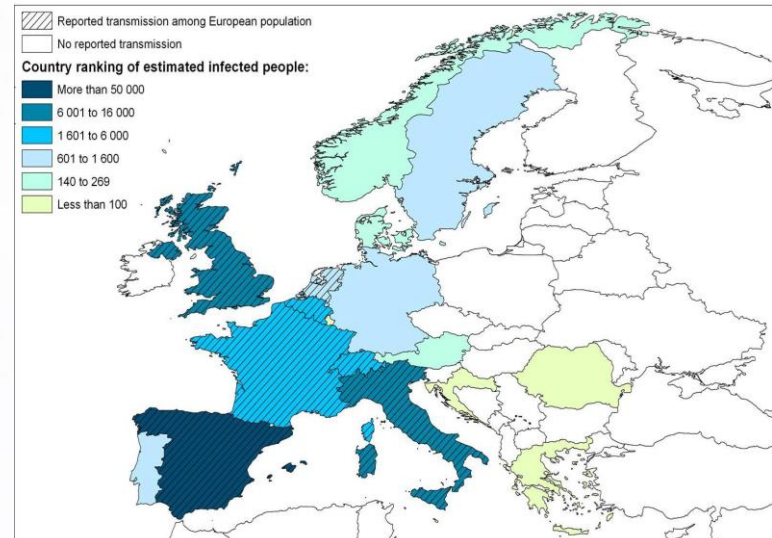 Reported transmission among European population
No reported transmission
Country ranking of estimated infected people:
More than 50 000
6 001 to 16 000
1 601 to 6 000
601 to 1 600
140 to 269
Less than 100